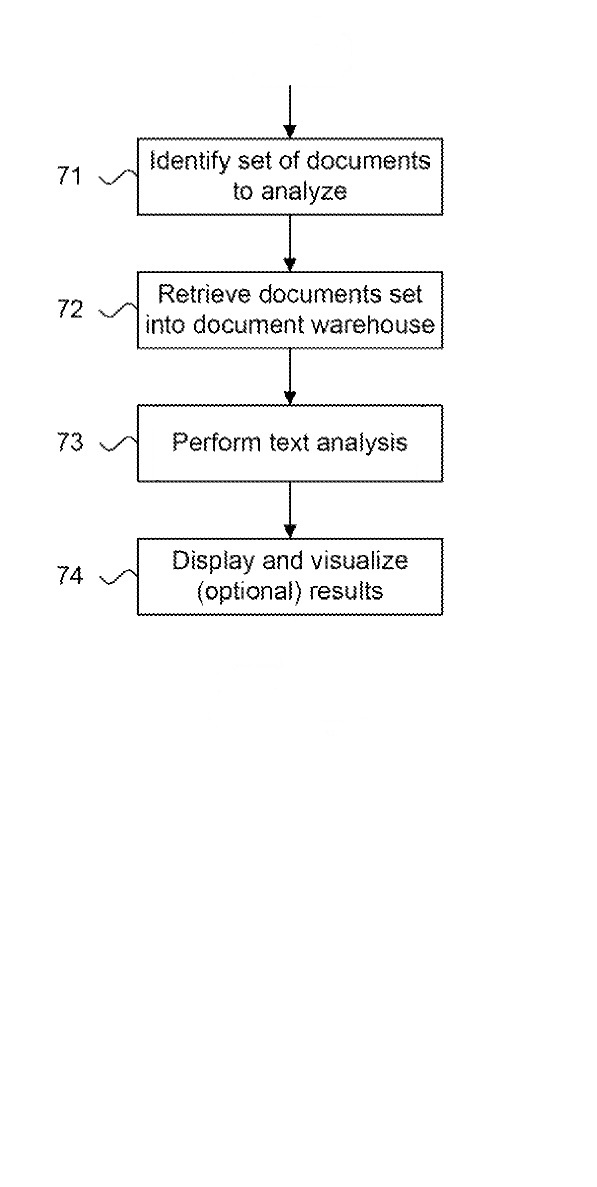 Identify set of documents
71
to analyze
Retrieve documents set
72
into document warehouse
73
Perform text analysis
Display and visualize
74
(optional) results